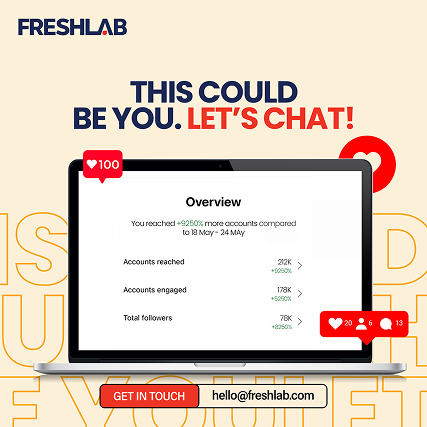 FRESHLAB
THIS COULD
BE YOU. LET'S CHAT!
100
Overview
You reached +9250% more accounts compared
to 18 May - 24 MAy
Accounts reached 212K
+9250%
Accounts engaged 178K
+5250%
Total followers 78K
+8250%
20 6 13
GET IN TOUCH hello@freshlab.com